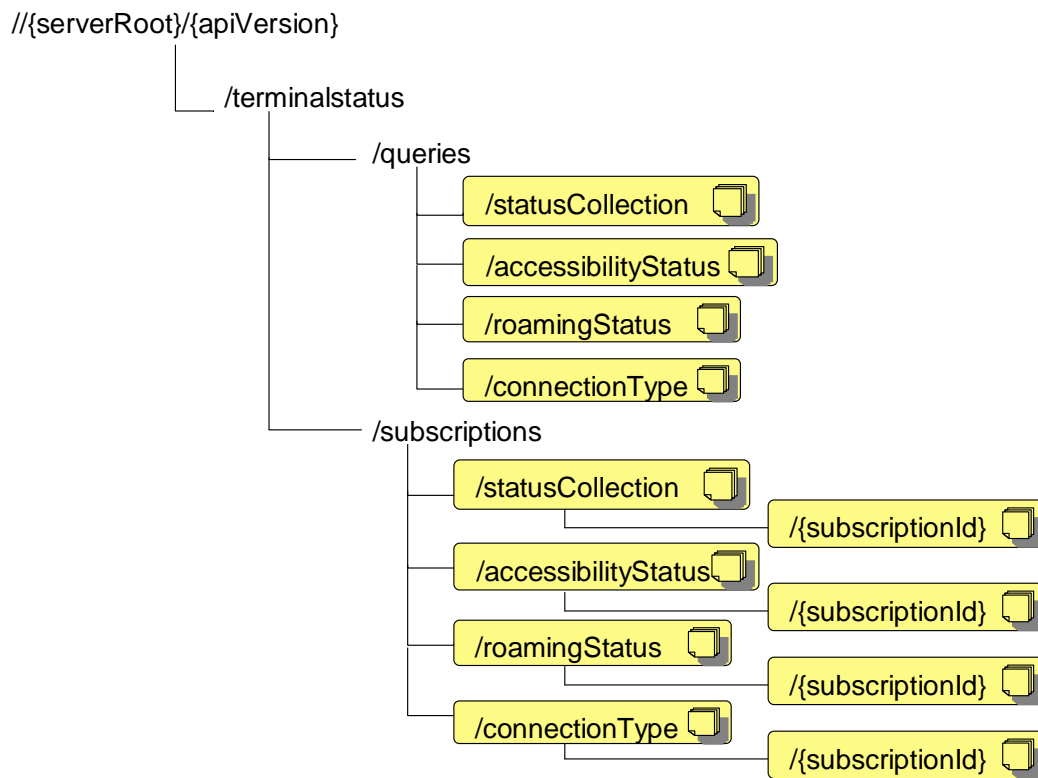 //{serverRoot}/{apiVersion}
/terminalstatus
/queries
/statusCollection
/accessibilityStatus
/roamingStatus
/connectionType
/subscriptions
/statusCollection
/{subscriptionId}
/accessibilityStatus
/{subscriptionId}
/roamingStatus
/{subscriptionId}
/connectionType
/{subscriptionId}